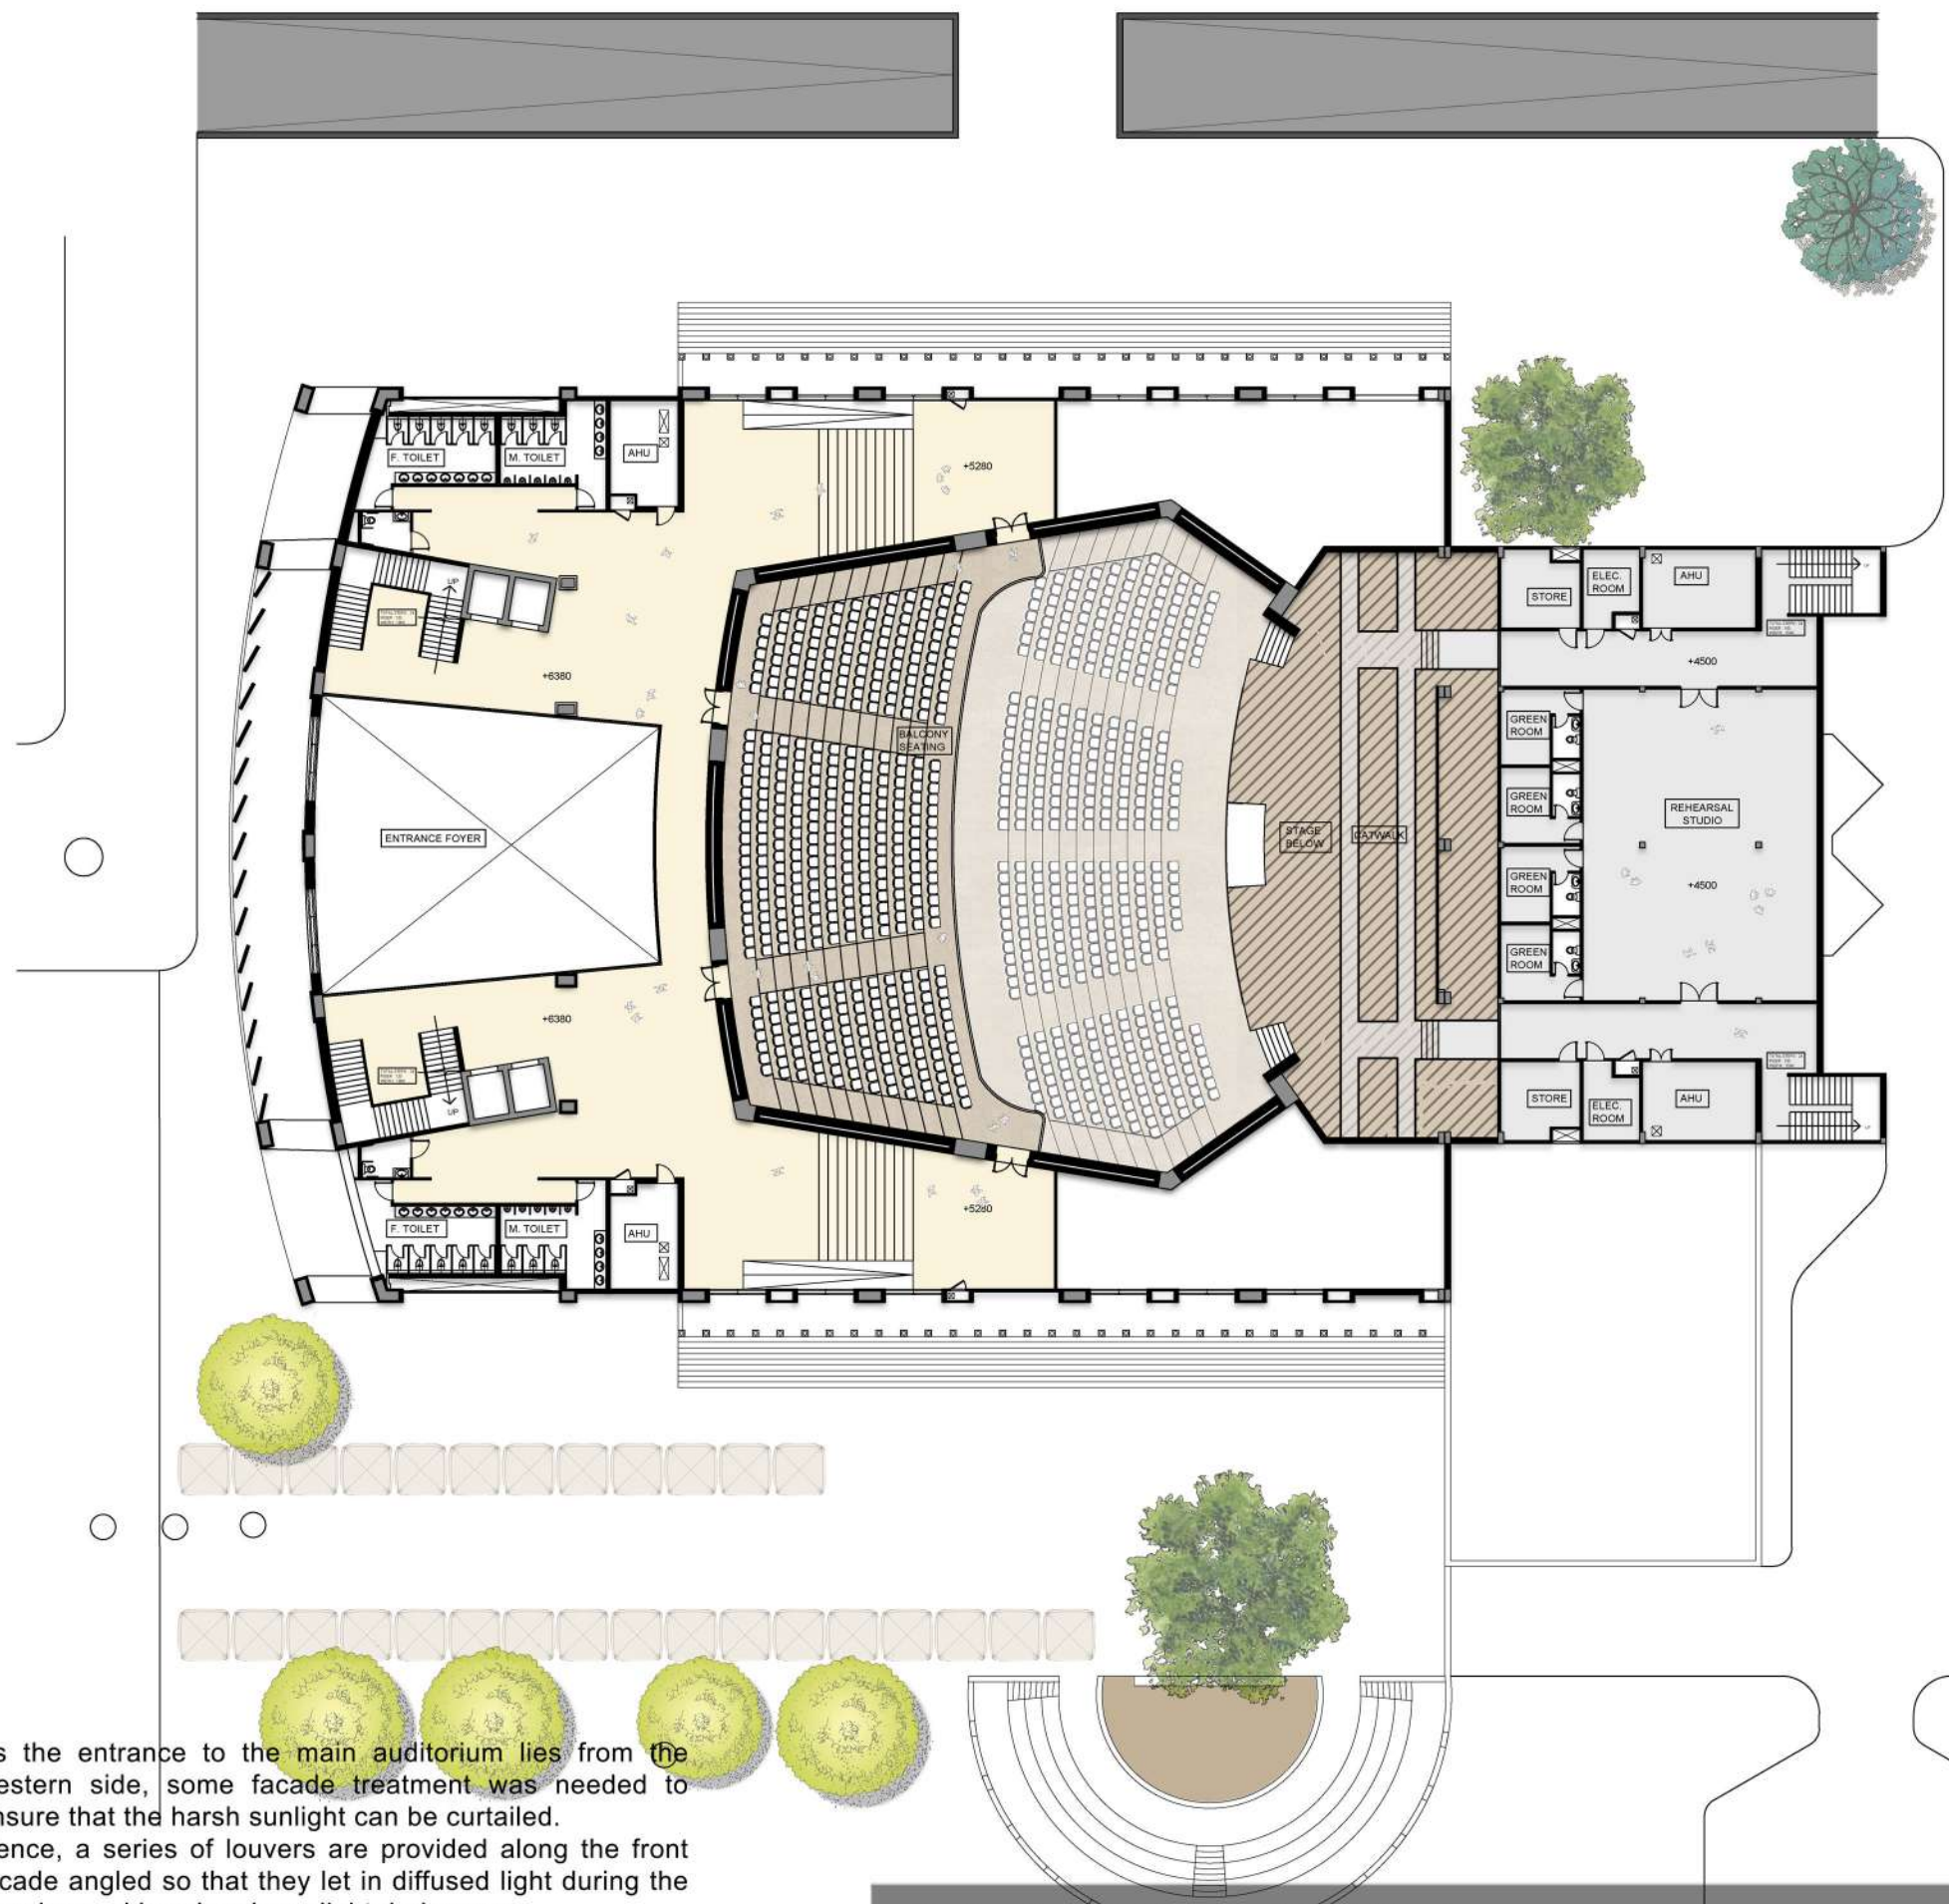 F. TOILET
M. TOILET
AHU
+5280
UP
+6380
STORE
ELEC.
ROOM
AHU
+4500
GREEN
ROOM
BALCONY
SEATING
GREEN
ROOM
REHEARSAL
STUDIO
ENTRANCE FOYER
STAGE
BELOW
CATWALK
GREEN
ROOM
+4500
GREEN
ROOM
+6380
UP
STORE
ELEC.
ROOM
AHU
F. TOILET
M. TOILET
AHU
+5280
s the entrance to the main auditorium lies from the
estern side, some facade treatment was needed to
nsure that the harsh sunlight can be curtailed.
ence, a series of louvers are provided along the front
cade angled so that they let in diffused light during the